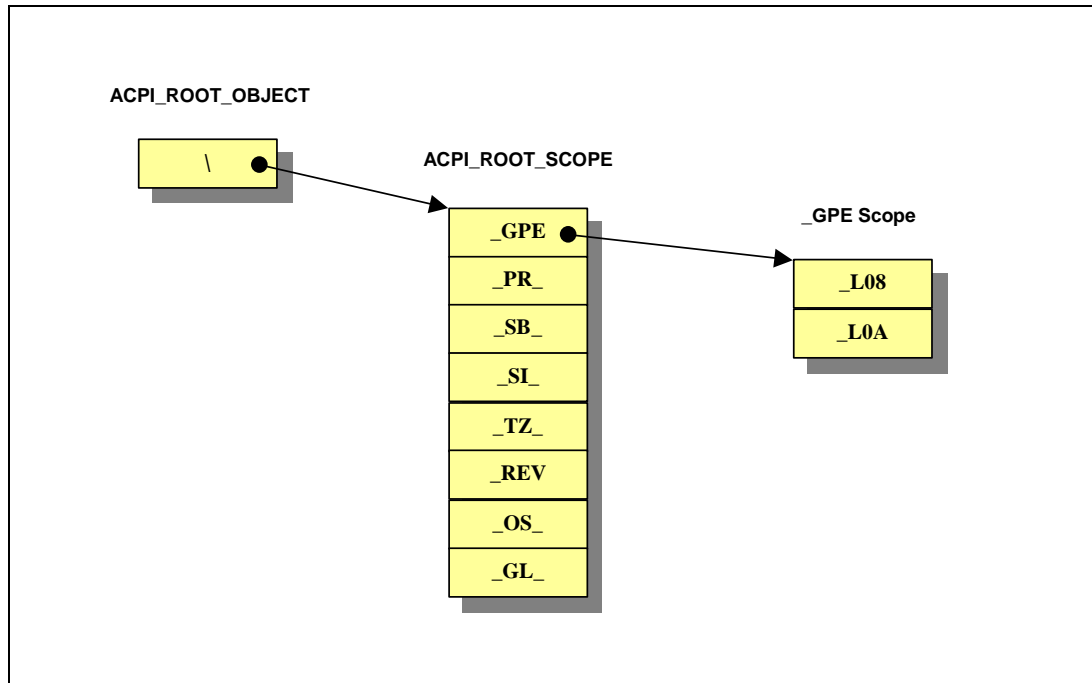 ACPI_ROOT_OBJECT
\
ACPI_ROOT_SCOPE
_GPE
_PR_
_SB_
_SI_
_TZ_
_REV
_OS_
_GL_
_GPE Scope
_L08
_L0A